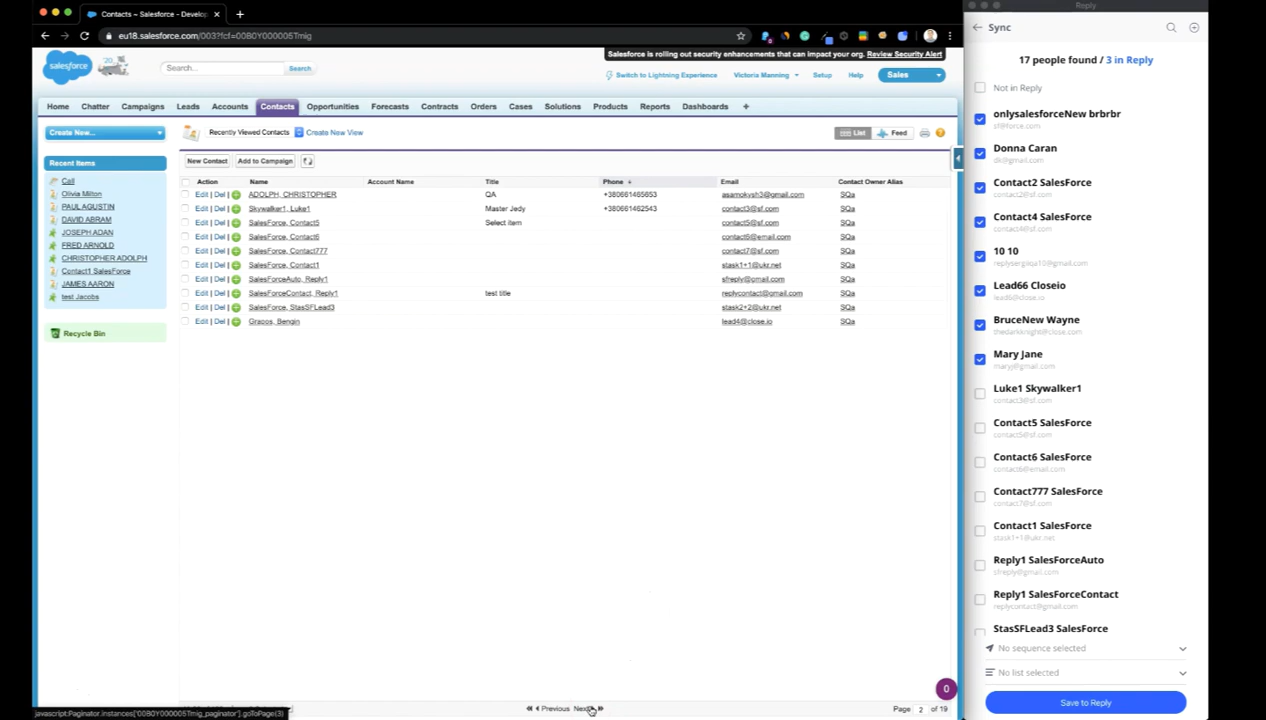 Contacts ~ Salesforce - Develop
eu18.salesforce.com/003?fcf=00B0Y000005Tmig
salesforce
'20
Search...
Search
Salesforce is rolling out security enhancements that can impact your org. Review Security Alert
Switch to Lightning Experience
Victoria Manning
Setup
Help
Sales
Home
Chatter
Campaigns
Leads
Accounts
Contacts
Opportunities
Forecasts
Contracts
Orders
Cases
Solutions
Products
Reports
Dashboards
+
Create New...
Recent Items
Call
Olivia Milton
PAUL AGUSTIN
DAVID ABRAM
JOSEPH ADAN
FRED ARNOLD
CHRISTOPHER ADOLPH
Contact1 SalesForce
JAMES AARON
test Jacobs
Recycle Bin
Recently Viewed Contacts
Create New View
List
Feed
New Contact
Add to Campaign
Action Name Account Name Title Phone Email Contact Owner Alias
Edit | Del | ADOLPH, CHRISTOPHER QA +380661465653 asamokysh3@gmail.com SQa
Edit | Del | Skywalker1, Luke1 Master Jedy +380661462543 contact3@sf.com SQa
Edit | Del | SalesForce, Contact5 Select item contact5@sf.com SQa
Edit | Del | SalesForce, Contact6 contact6@email.com SQa
Edit | Del | SalesForce, Contact777 contact7@sf.com SQa
Edit | Del | SalesForce, Contact1 stask1+1@ukr.net SQa
Edit | Del | SalesForceAuto, Reply1 sfreply@gmail.com SQa
Edit | Del | SalesForceContact, Reply1 test title replycontact@gmail.com SQa
Edit | Del | SalesForce, StasSFLead3 stask2+2@ukr.net SQa
Edit | Del | Grapos, Bengin lead4@close.io SQa
0
Previous Next
Page 2 of 19
javascript:Paginator.instances['00B0Y000005Tmig_paginator'].goToPage(3)
Reply
Sync
17 people found / 3 in Reply
Not in Reply
onlysalesforceNew brbrbr
sf@force.com
Donna Caran
dk@gmail.com
Contact2 SalesForce
contact2@sf.com
Contact4 SalesForce
contact4@sf.com
10 10
replysergiiqa10@gmail.com
Lead66 Closeio
lead6@close.io
BruceNew Wayne
thedarkknight@close.com
Mary Jane
maryj@gmail.com
Luke1 Skywalker1
contact3@sf.com
Contact5 SalesForce
contact5@sf.com
Contact6 SalesForce
contact6@email.com
Contact777 SalesForce
contact7@sf.com
Contact1 SalesForce
stask1+1@ukr.net
Reply1 SalesForceAuto
sfreply@gmail.com
Reply1 SalesForceContact
replycontact@gmail.com
StasSFLead3 SalesForce
No sequence selected
No list selected
Save to Reply